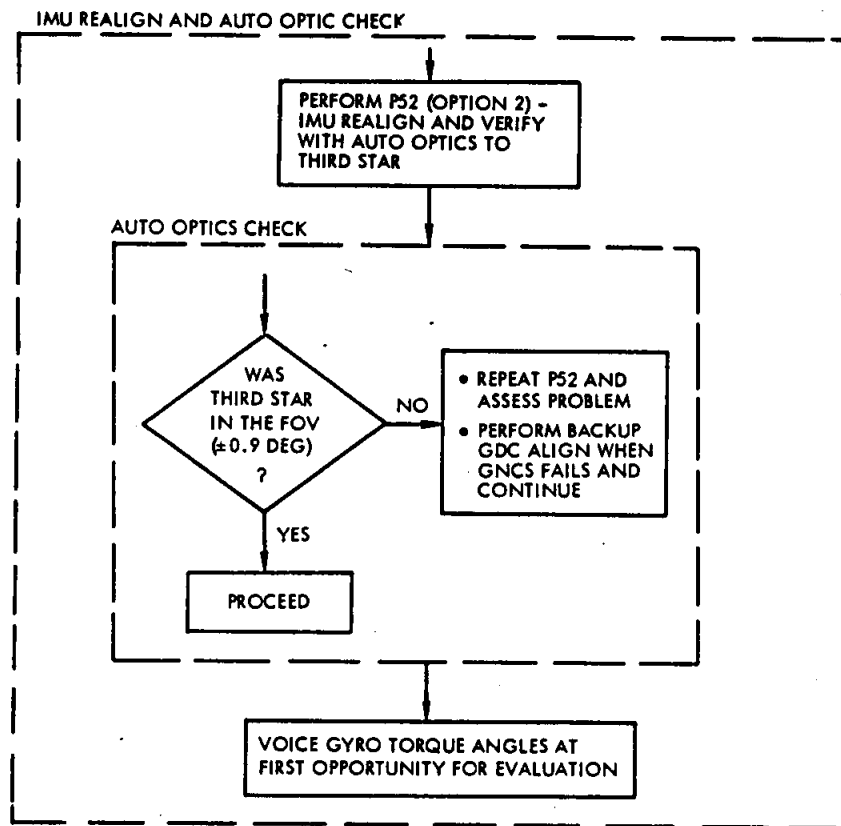 IMU REALIGN AND AUTO OPTIC CHECK
PERFORM P52 (OPTION 2) -
IMU REALIGN AND VERIFY
WITH AUTO OPTICS TO
THIRD STAR
AUTO OPTICS CHECK
WAS
THIRD STAR
IN THE FOV
(±0.9 DEG)
?
NO
• REPEAT P52 AND
ASSESS PROBLEM
• PERFORM BACKUP
GDC ALIGN WHEN
GNCS FAILS AND
CONTINUE
YES
PROCEED
VOICE GYRO TORQUE ANGLES AT
FIRST OPPORTUNITY FOR EVALUATION